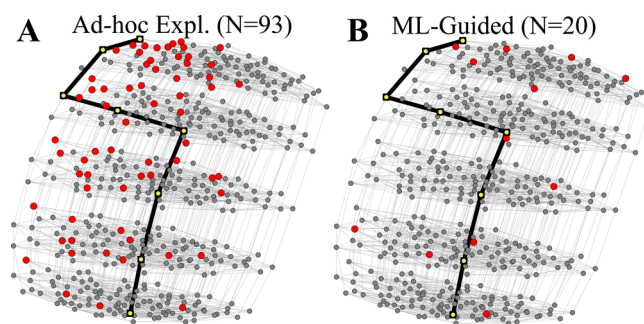 A Ad-hoc Expl. (N=93)
B ML-Guided (N=20)